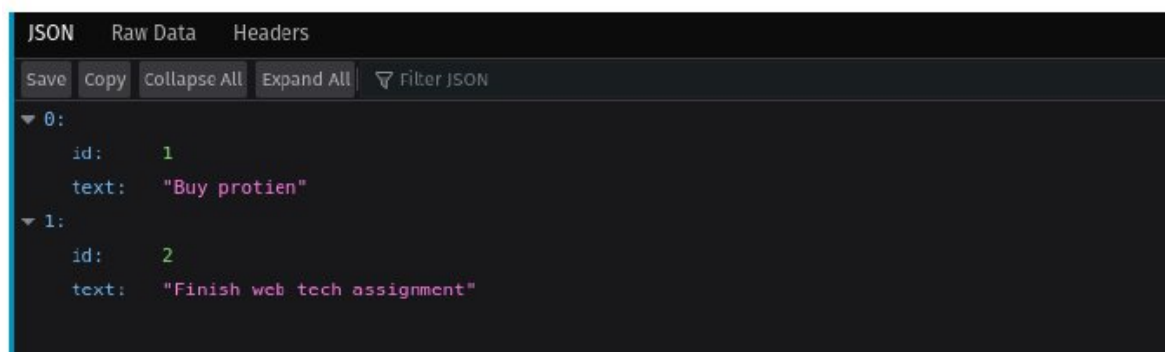 JSON Raw Data Headers
Save Copy Collapse All Expand All Filter JSON
0:
id: 1
text: "Buy protien"
1:
id: 2
text: "Finish web tech assignment"